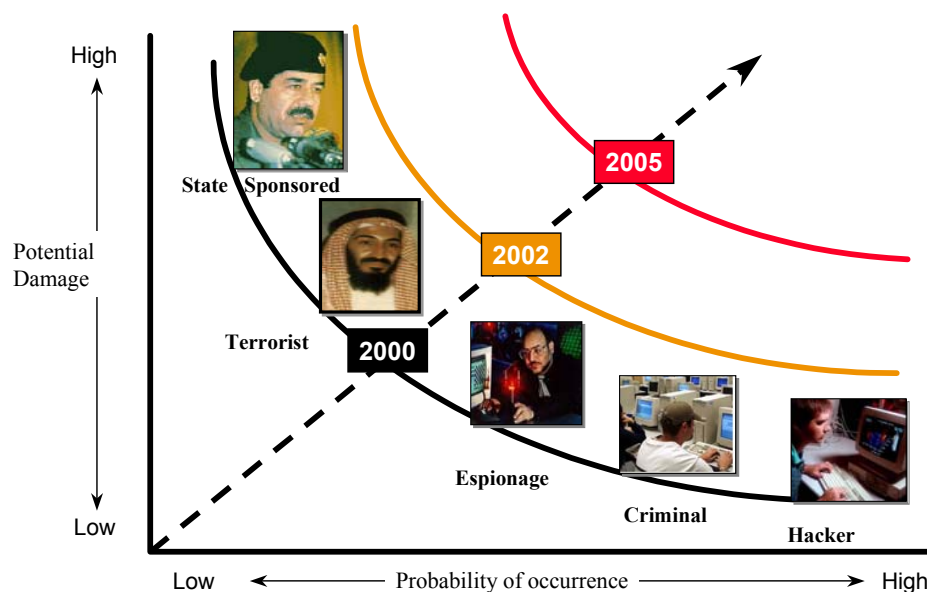 High
2005
State Sponsored
Potential
Damage
2002
Terrorist
2000
Espionage
Low
Criminal
Hacker
Low
Probability of occurrence
High